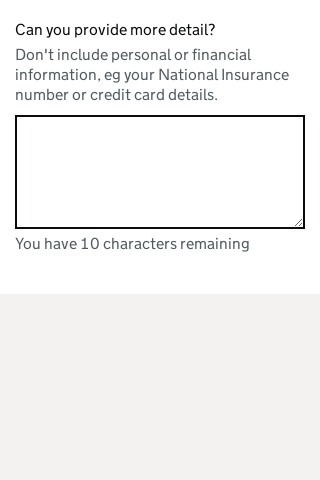 Can you provide more detail?
Don't include personal or financial
information, eg your National Insurance
number or credit card details.
You have 10 characters remaining